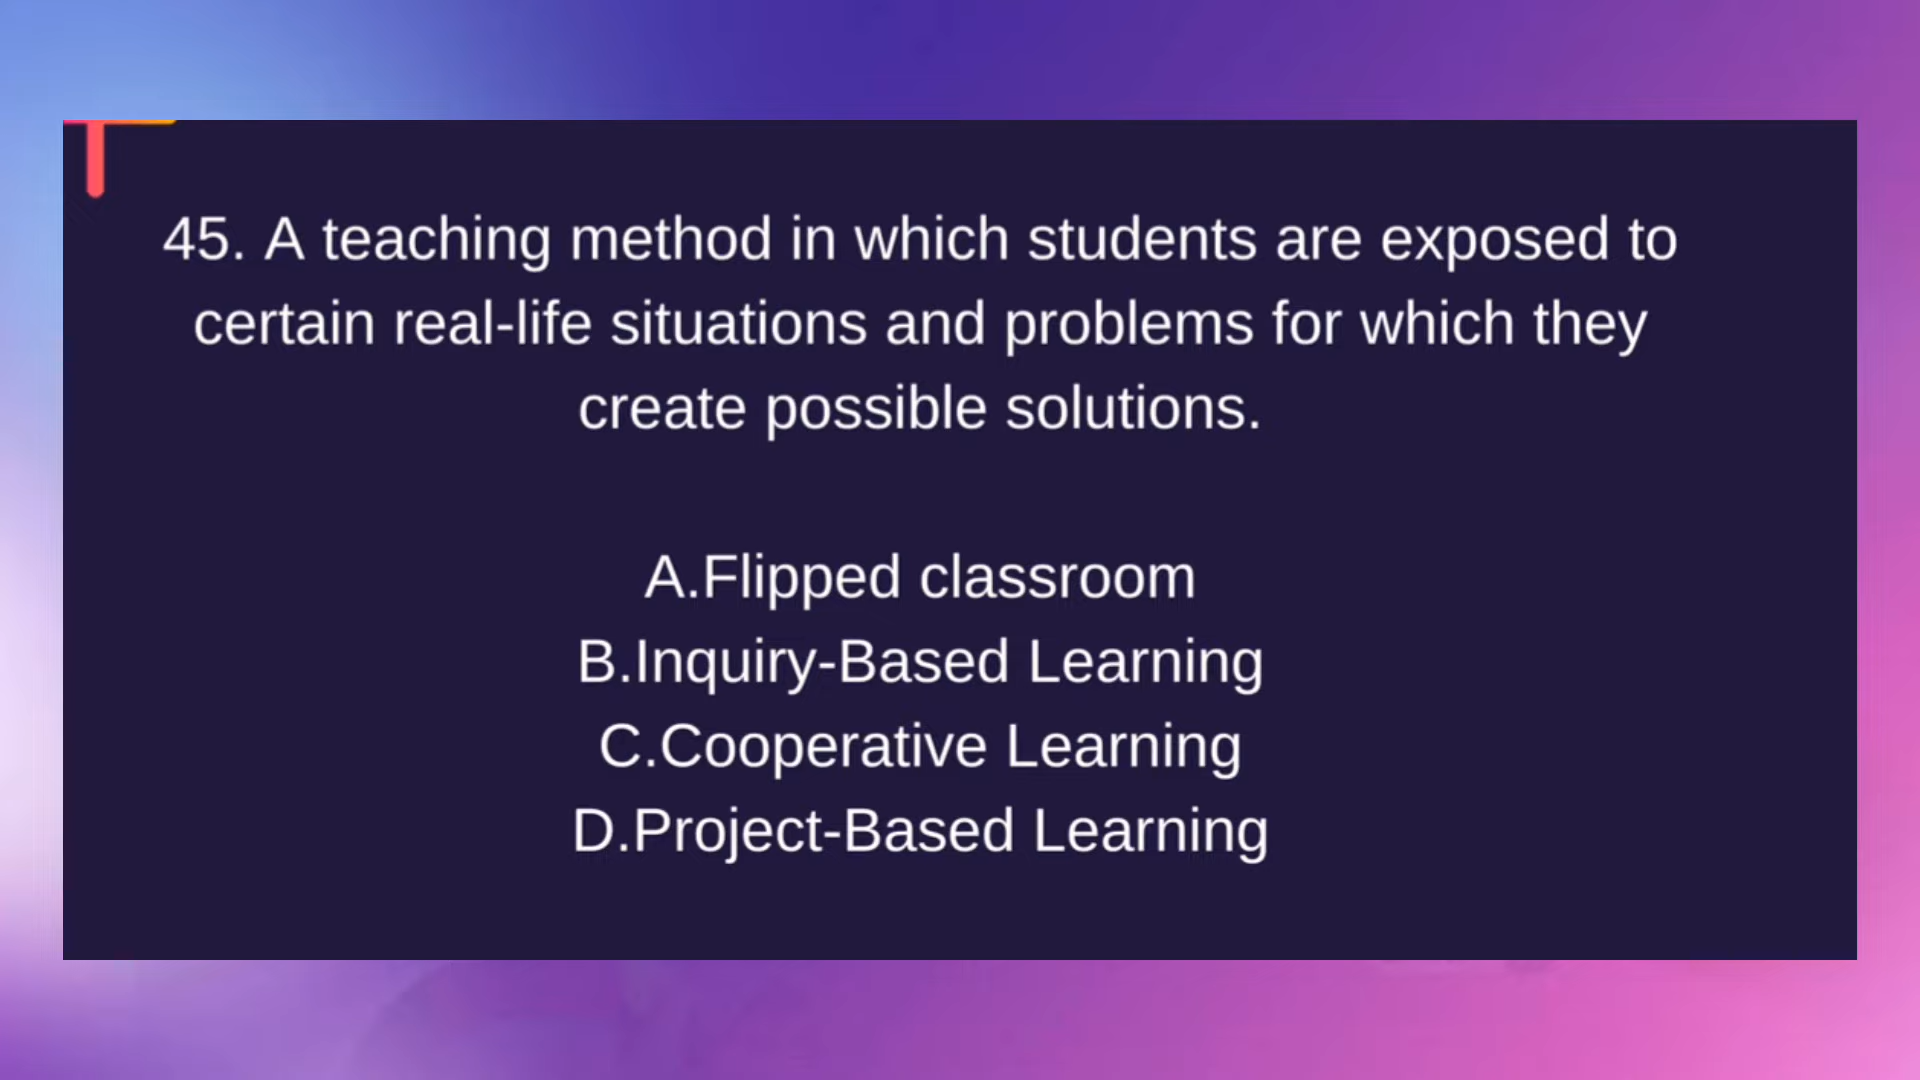 45. A teaching method in which students are exposed to
certain real-life situations and problems for which they
create possible solutions.
A.Flipped classroom
B.Inquiry-Based Learning
C.Cooperative Learning
D.Project-Based Learning